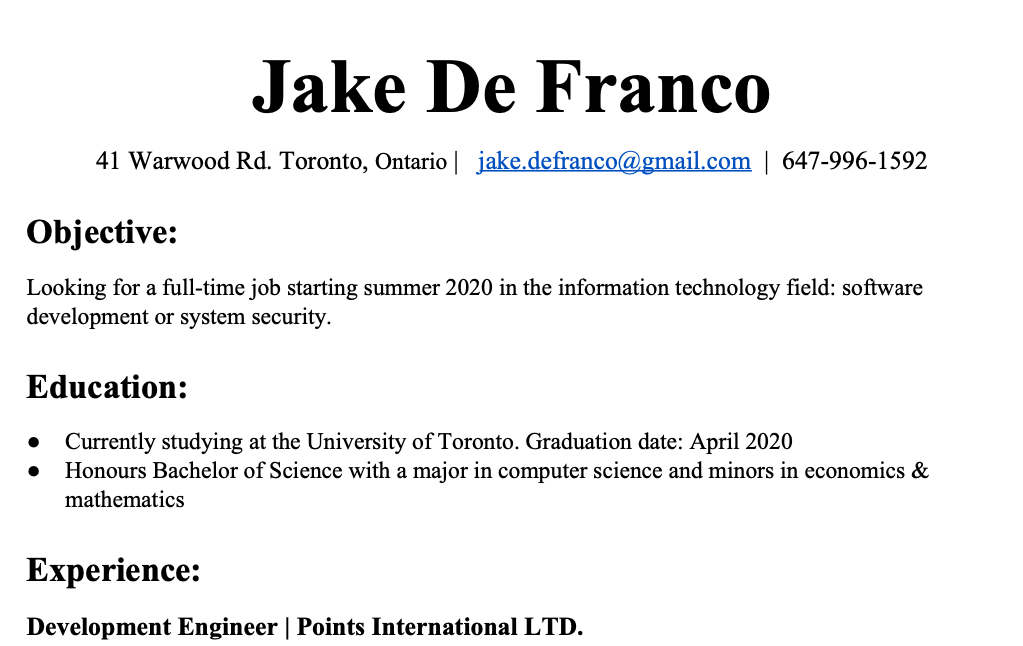 Jake De Franco
41 Warwood Rd. Toronto, Ontario | jake.defranco@gmail.com | 647-996-1592
Objective:
Looking for a full-time job starting summer 2020 in the information technology field: software
development or system security.
Education:
● Currently studying at the University of Toronto. Graduation date: April 2020
● Honours Bachelor of Science with a major in computer science and minors in economics &
mathematics
Experience:
Development Engineer | Points International LTD.